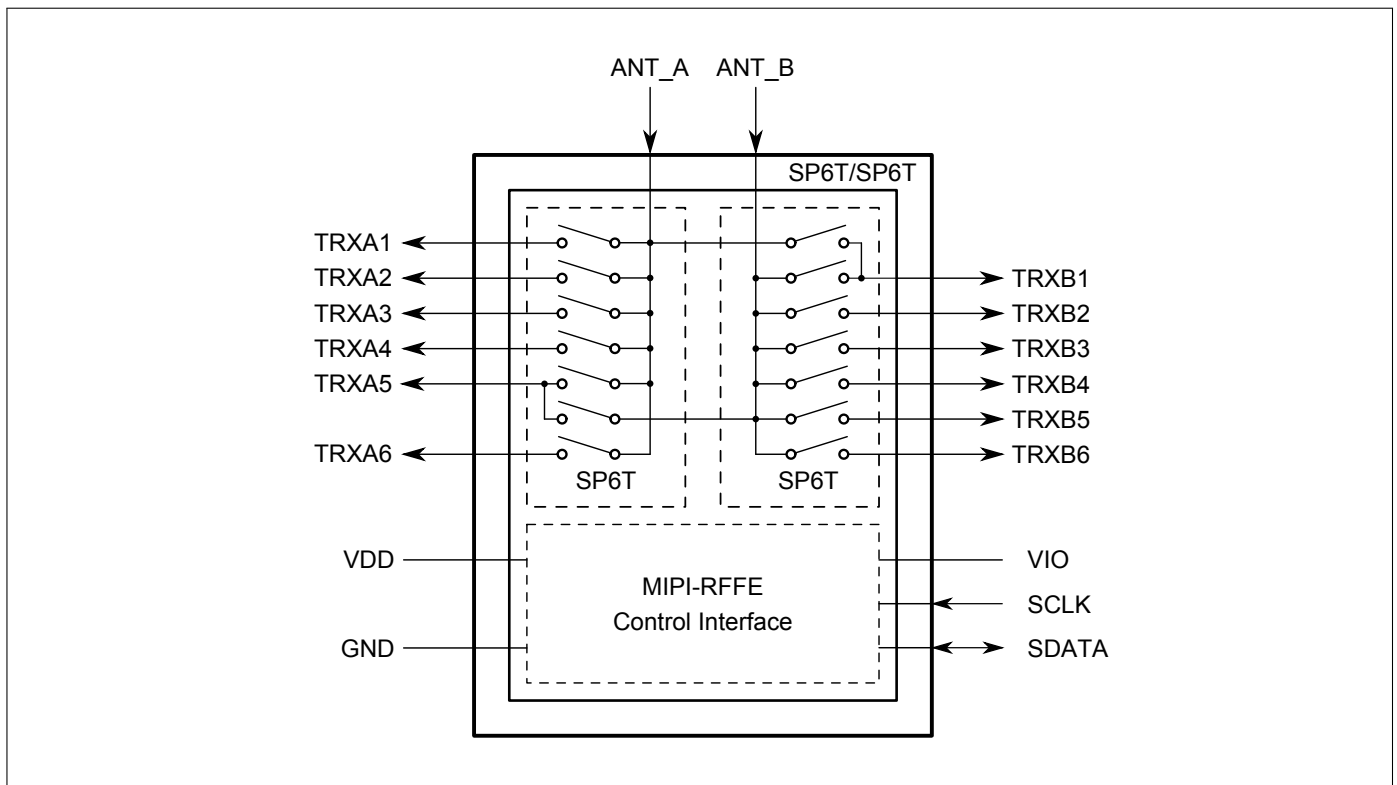 ANT_A ANT_B
SP6T/SP6T
TRXA1
TRXA2
TRXA3
TRXA4
TRXA5
TRXA6
TRXB1
TRXB2
TRXB3
TRXB4
TRXB5
TRXB6
SP6T SP6T
VDD
GND
MIPI-RFFE
Control Interface
VIO
SCLK
SDATA